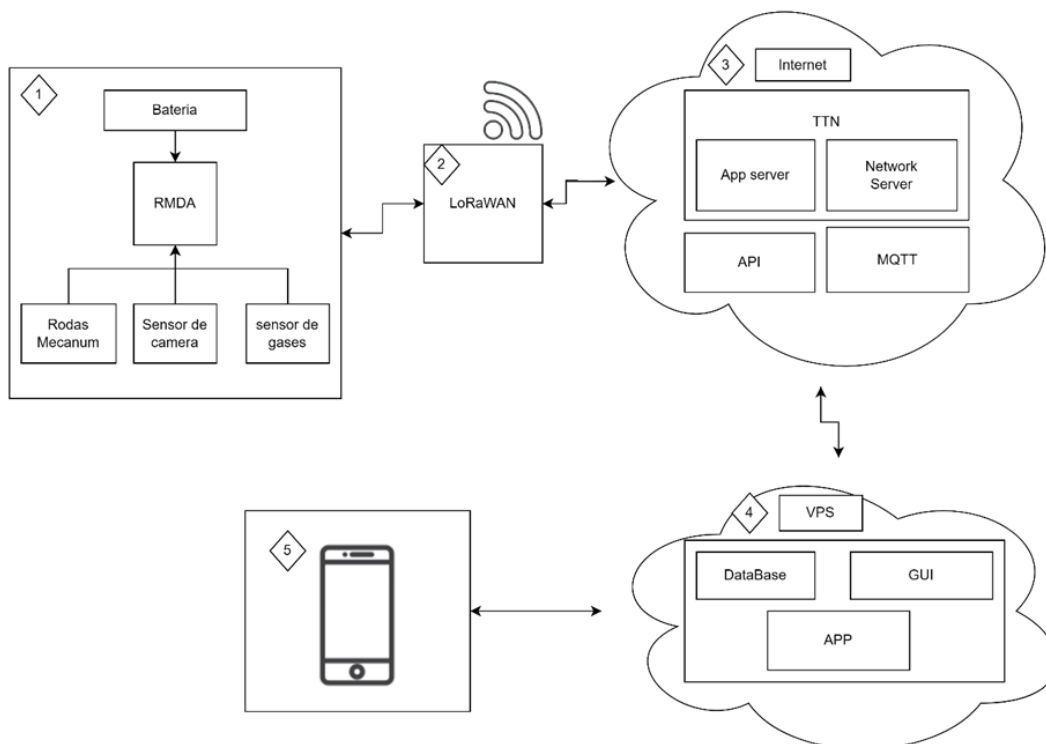 1
Bateria
RMDA
Rodas
Mecanum
Sensor de
camera
sensor de
gases
2
LoRaWAN
3
Internet
TTN
App server
Network
Server
API
MQTT
4
VPS
DataBase
GUI
APP
5